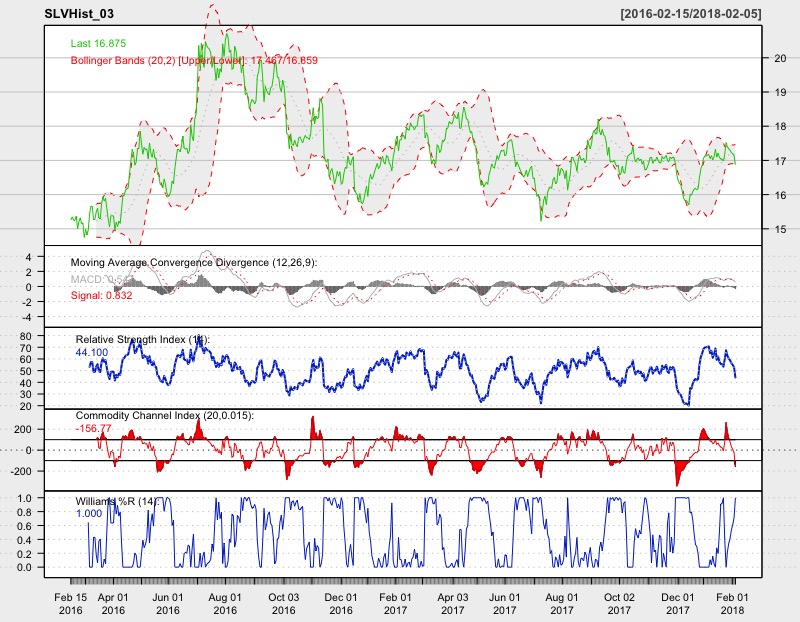 SLVHist_03 [2016-02-15/2018-02-05]
Last 16.875
Bollinger Bands (20,2) [Upper/Lower]: 17.467/16.859
20
19
18
17
16
15
Moving Average Convergence Divergence (12,26,9):
MACD:
Signal: 0.832
4
2
0
-2
-4
Relative Strength Index (14):
44.100
80
70
60
50
40
30
20
Commodity Channel Index (20,0.015):
-156.77
200
0
-200
Williams %R (14):
1.000
1.0
0.8
0.6
0.4
0.2
0.0
Feb 15 Apr 01 Jun 01 Aug 01 Oct 03 Dec 01 Feb 01 Apr 03 Jun 01 Aug 01 Oct 02 Dec 01 Feb 01
2016 2016 2016 2016 2016 2016 2017 2017 2017 2017 2017 2017 2018